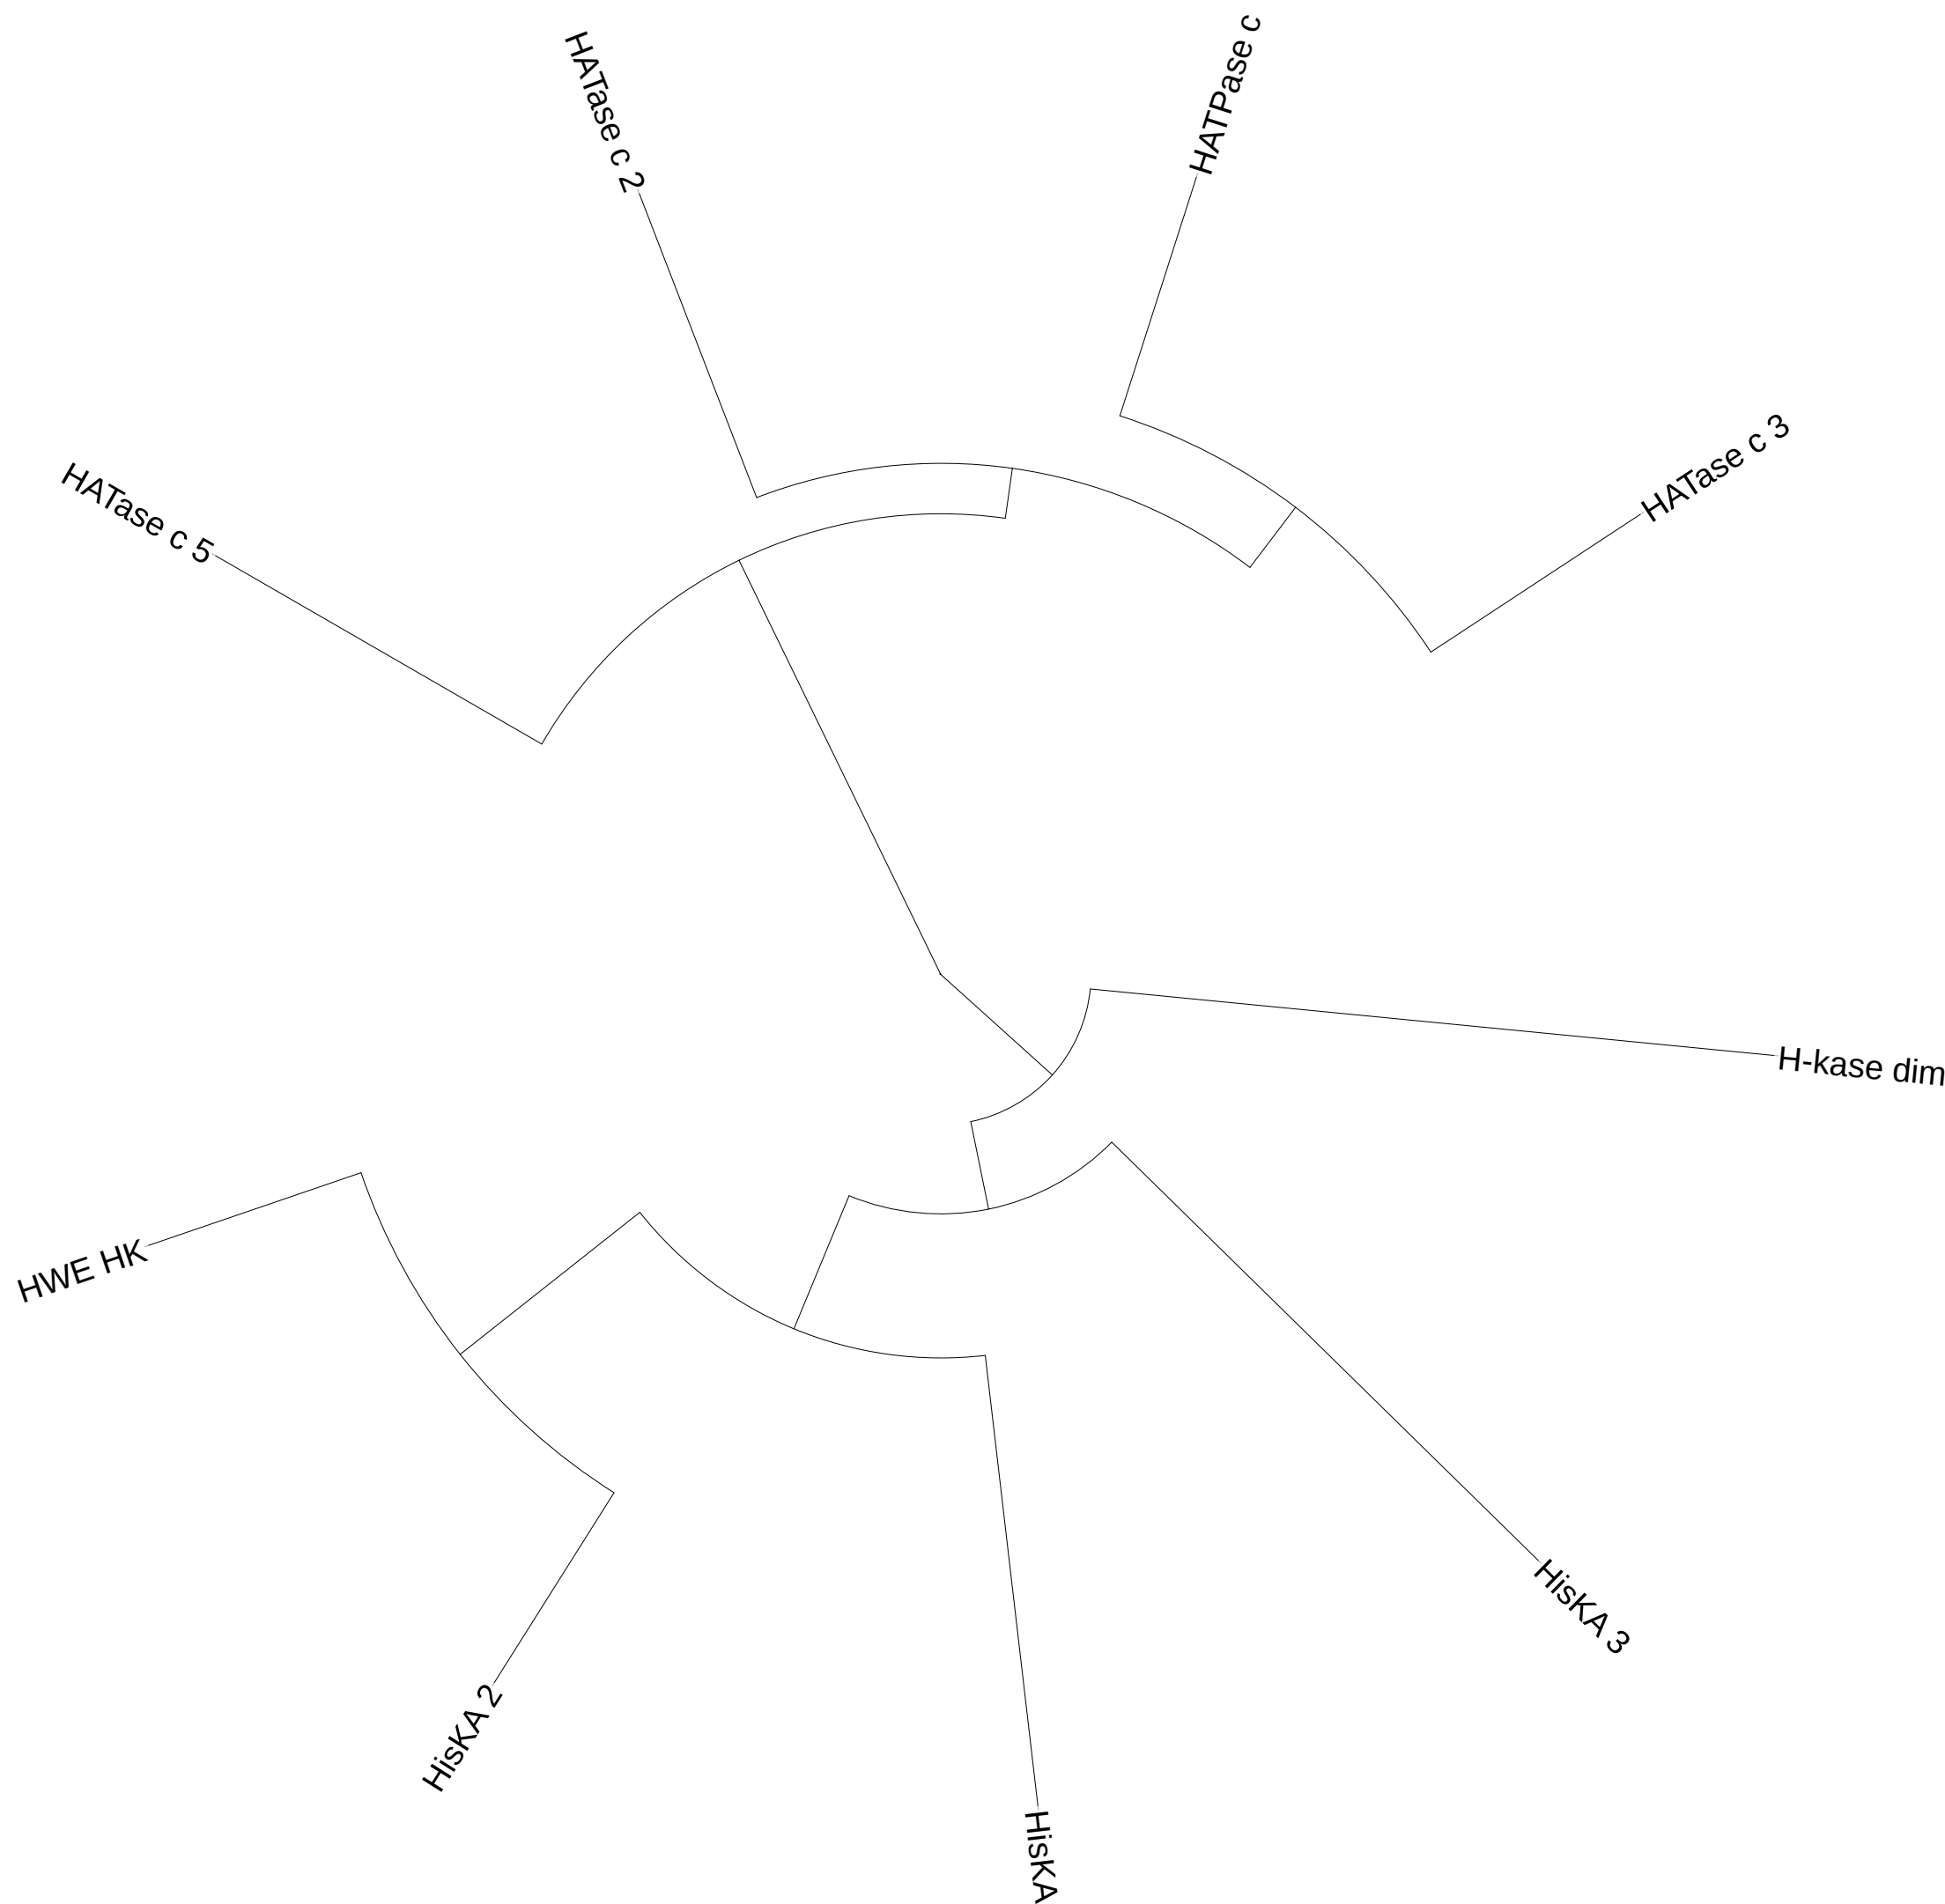 HATPase c
HATase c 2
HATase c 3
HATase c 5
H-kase dim
HWE HK
HisKA 3
HisKA 2
HisKA